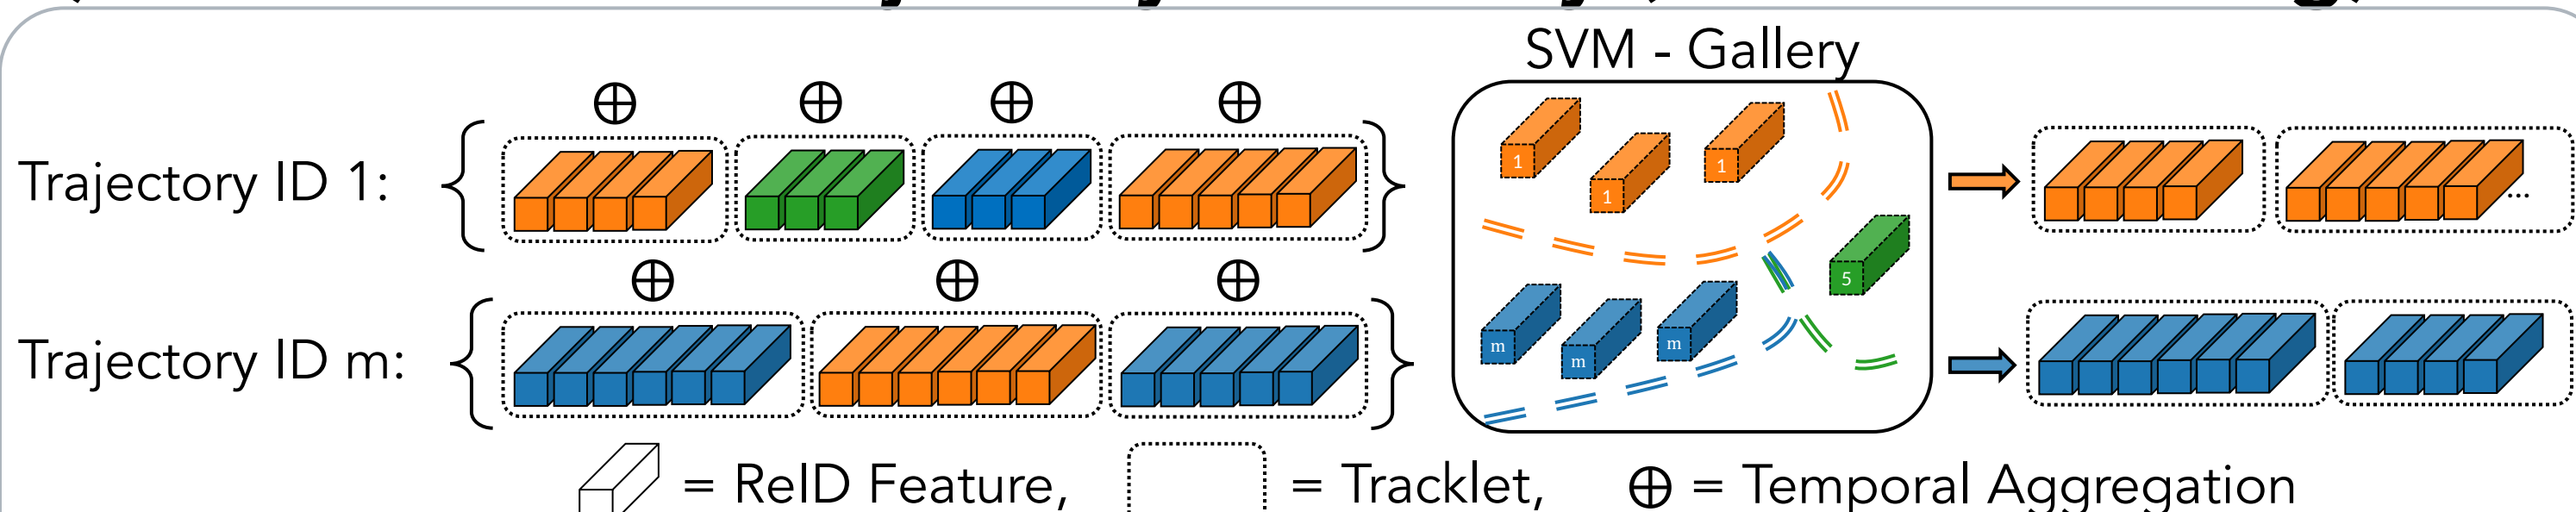 SVM - Gallery
Trajectory ID 1:
1 1 1
...
5
Trajectory ID m:
m m m
= ReID Feature, = Tracklet, ⊕ = Temporal Aggregation